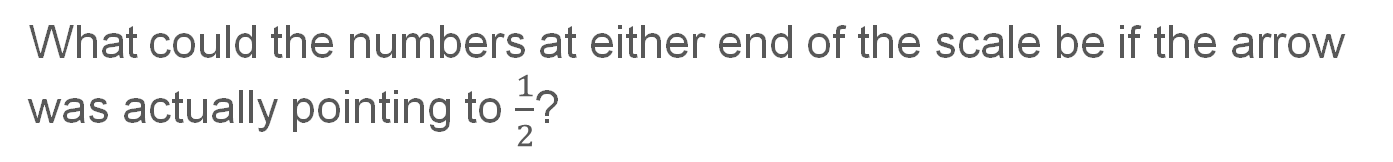 What could the numbers at either end of the scale be if the arrow
was actually pointing to 1/2?